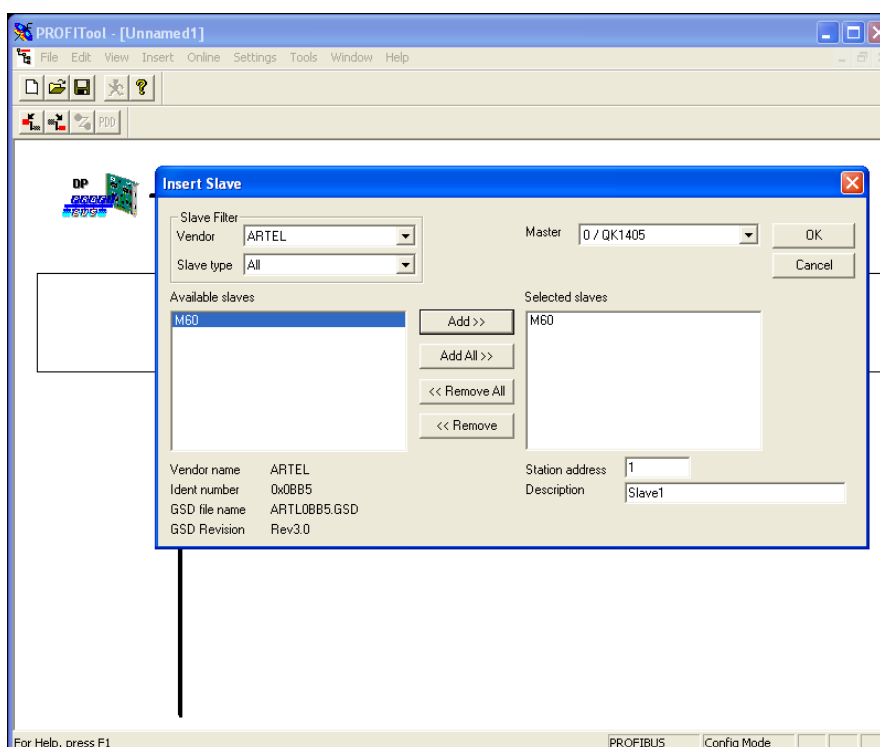 PROFITool - [Unnamed1]
File Edit View Insert Online Settings Tools Window Help
PDD
DP
Insert Slave
Slave Filter
Vendor ARTEL
Slave type All
Master 0 / QK1405
OK
Cancel
Available slaves
M60
Add >>
Add All >>
<< Remove All
<< Remove
Selected slaves
M60
Vendor name ARTEL
Ident number 0x0BB5
GSD file name ARTL0BB5.GSD
GSD Revision Rev3.0
Station address 1
Description Slave1
For Help, press F1
PROFIBUS Config Mode